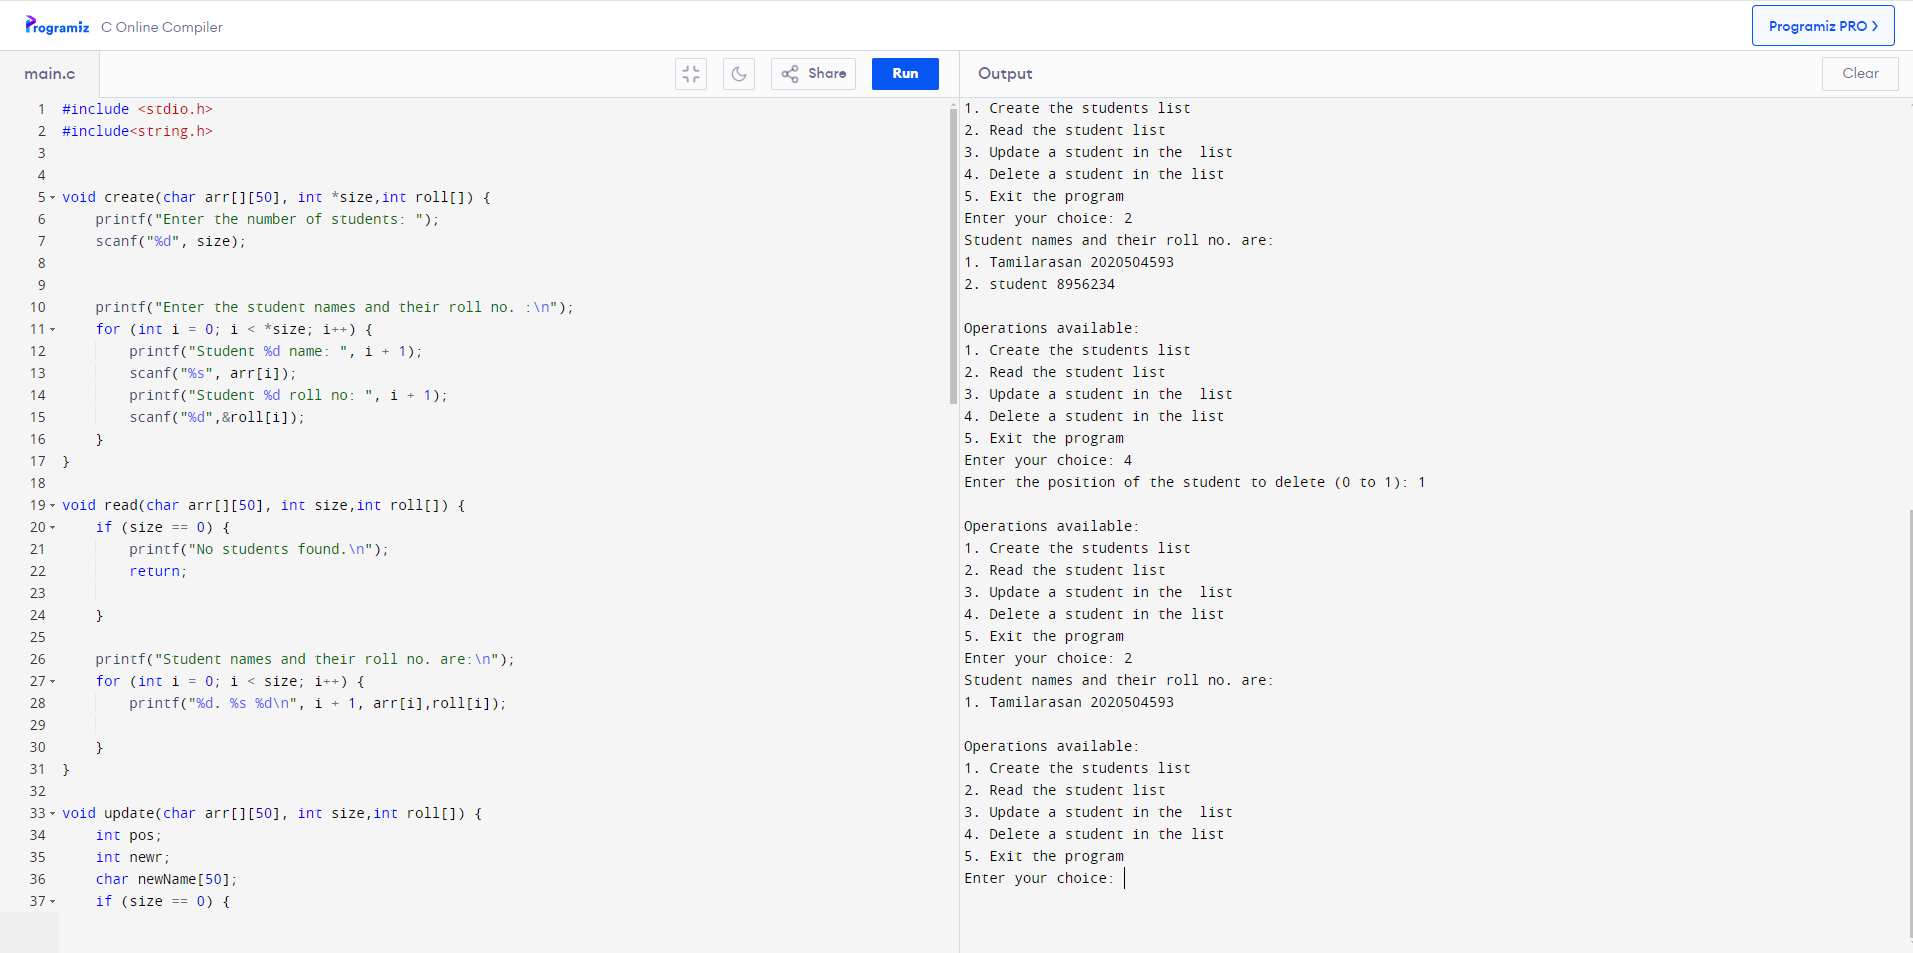 Programiz C Online Compiler
Programiz PRO >
main.c
Share
Run
Output
Clear
1 #include <stdio.h>
2 #include<string.h>
3
4
5 void create(char arr[][50], int *size,int roll[]) {
6 printf("Enter the number of students: ");
7 scanf("%d", size);
8
9
10 printf("Enter the student names and their roll no. :\n");
11 for (int i = 0; i < *size; i++) {
12 printf("Student %d name: ", i + 1);
13 scanf("%s", arr[i]);
14 printf("Student %d roll no: ", i + 1);
15 scanf("%d",&roll[i]);
16 }
17 }
18
19 void read(char arr[][50], int size,int roll[]) {
20 if (size == 0) {
21 printf("No students found.\n");
22 return;
23
24 }
25
26 printf("Student names and their roll no. are:\n");
27 for (int i = 0; i < size; i++) {
28 printf("%d. %s %d\n", i + 1, arr[i],roll[i]);
29
30 }
31 }
32
33 void update(char arr[][50], int size,int roll[]) {
34 int pos;
35 int newr;
36 char newName[50];
37 if (size == 0) {
1. Create the students list
2. Read the student list
3. Update a student in the  list
4. Delete a student in the list
5. Exit the program
Enter your choice: 2
Student names and their roll no. are:
1. Tamilarasan 2020504593
2. student 8956234
Operations available:
1. Create the students list
2. Read the student list
3. Update a student in the  list
4. Delete a student in the list
5. Exit the program
Enter your choice: 4
Enter the position of the student to delete (0 to 1): 1
Operations available:
1. Create the students list
2. Read the student list
3. Update a student in the  list
4. Delete a student in the list
5. Exit the program
Enter your choice: 2
Student names and their roll no. are:
1. Tamilarasan 2020504593
Operations available:
1. Create the students list
2. Read the student list
3. Update a student in the  list
4. Delete a student in the list
5. Exit the program
Enter your choice: